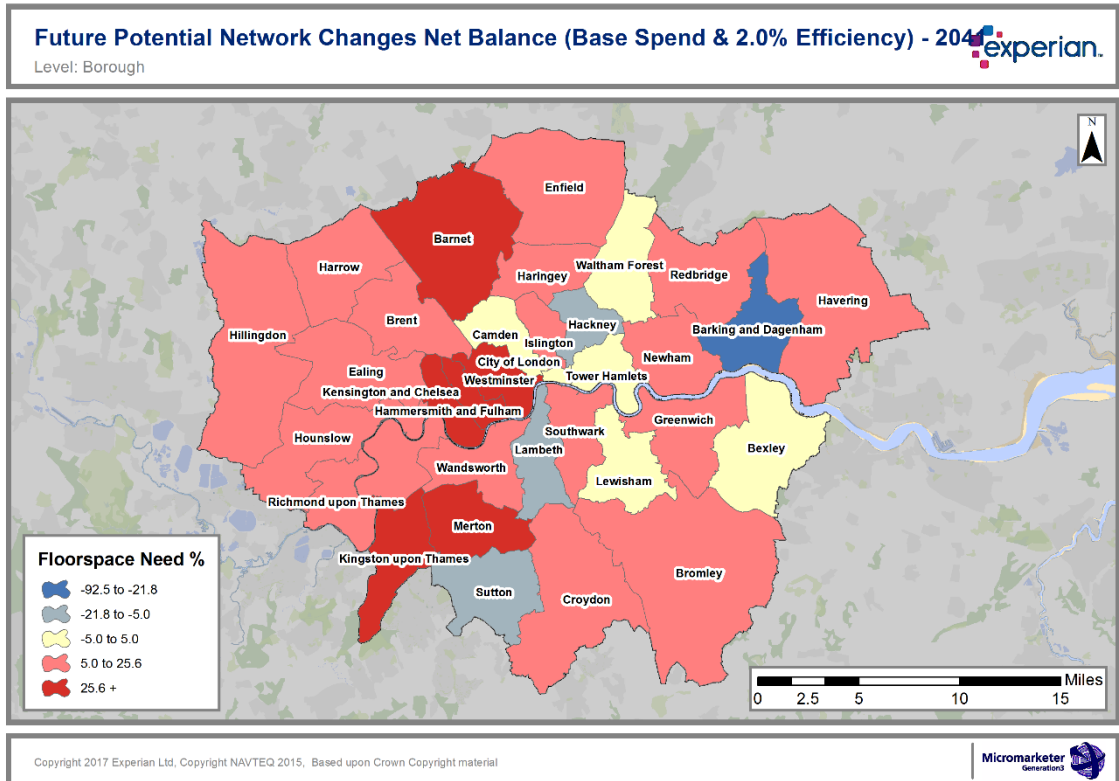 Future Potential Network Changes Net Balance (Base Spend & 2.0% Efficiency) - 204
experian™
Level: Borough
N
Enfield
Barnet
Harrow
Haringey
Waltham Forest
Redbridge
Havering
Hillingdon
Brent
Camden
Hackney
Barking and Dagenham
Islington
Newham
City of London
Ealing
Westminster
Tower Hamlets
Kensington and Chelsea
Hammersmith and Fulham
Greenwich
Hounslow
Southwark
Lambeth
Bexley
Wandsworth
Lewisham
Richmond upon Thames
Merton
Kingston upon Thames
Bromley
Sutton
Croydon
Floorspace Need %
-92.5 to -21.8
-21.8 to -5.0
-5.0 to 5.0
5.0 to 25.6
25.6 +
Miles
0 2.5 5 10 15
Copyright 2017 Experian Ltd, Copyright NAVTEQ 2015, Based upon Crown Copyright material
Micromarketer
Generation3